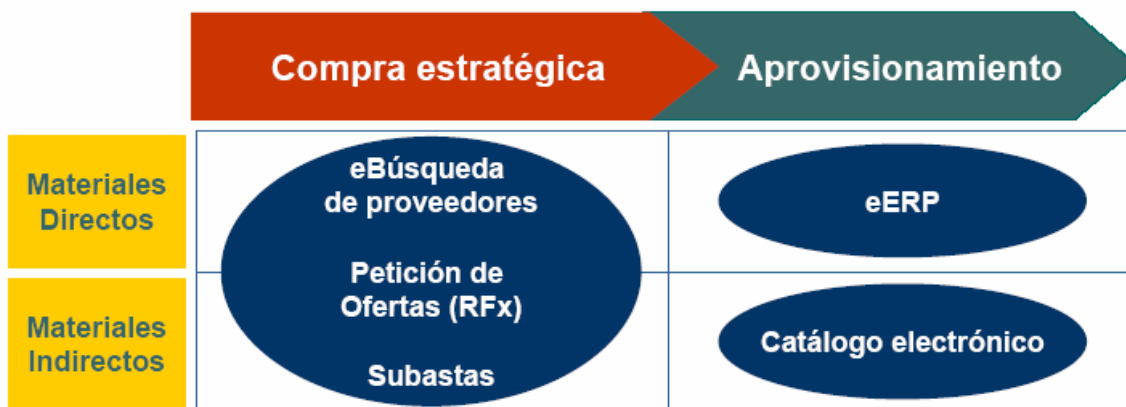 Compra estratégica
Aprovisionamiento
Materiales
Directos
eBúsqueda
de proveedores
eERP
Petición de
Ofertas (RFx)
Materiales
Indirectos
Subastas
Catálogo electrónico